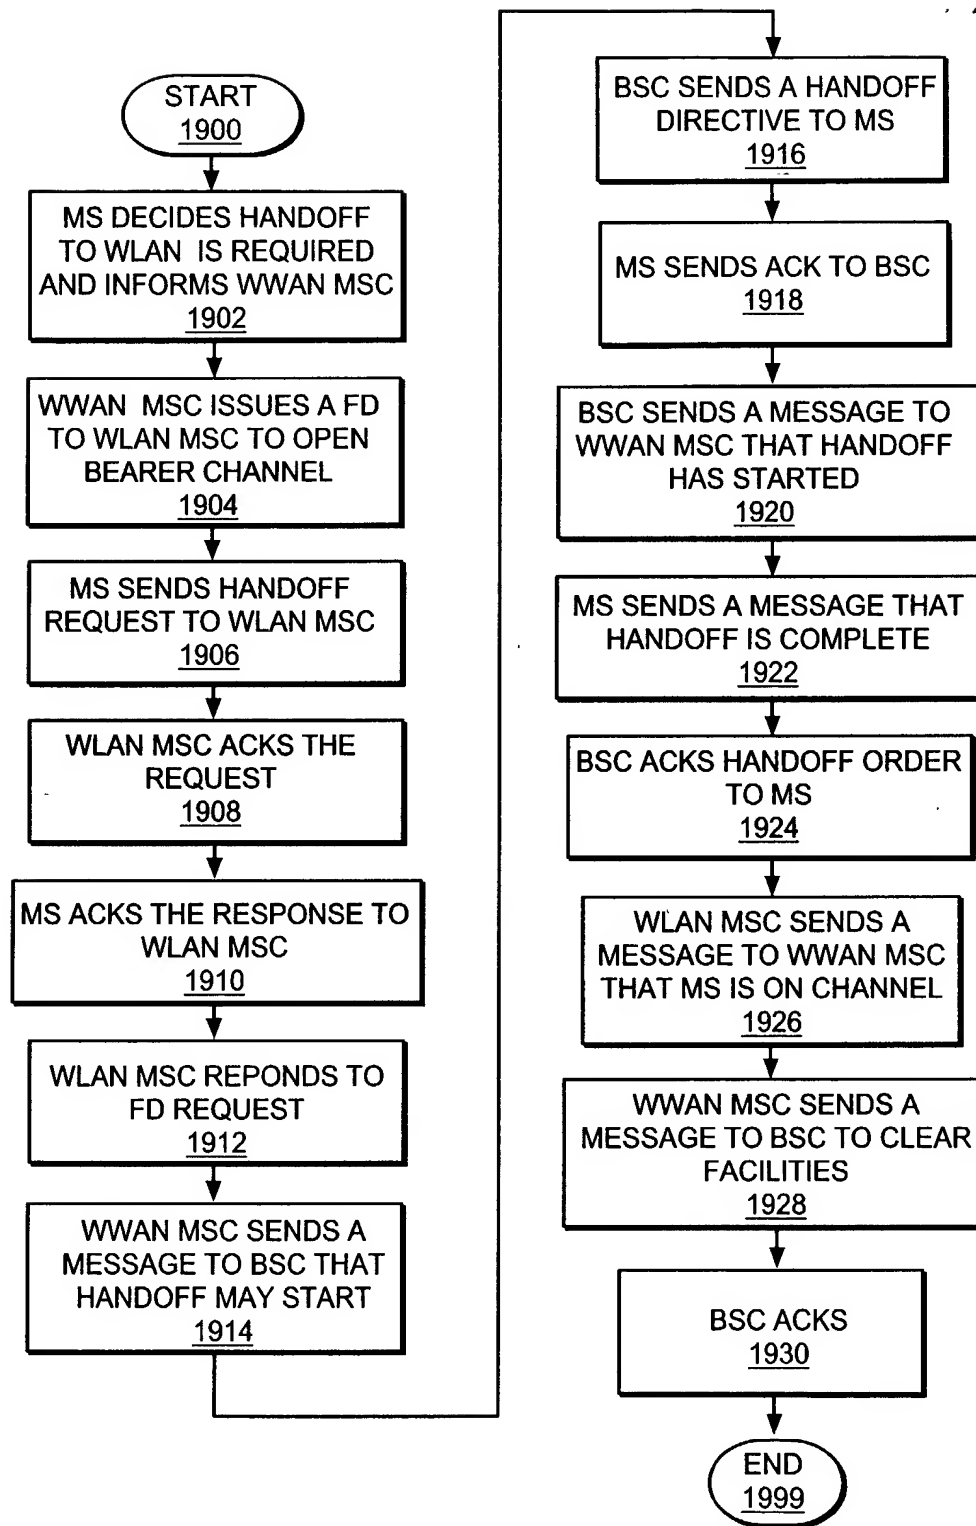 START
1900
MS DECIDES HANDOFF
TO WLAN IS REQUIRED
AND INFORMS WWAN MSC
1902
WWAN MSC ISSUES A FD
TO WLAN MSC TO OPEN
BEARER CHANNEL
1904
MS SENDS HANDOFF
REQUEST TO WLAN MSC
1906
WLAN MSC ACKS THE
REQUEST
1908
MS ACKS THE RESPONSE TO
WLAN MSC
1910
WLAN MSC REPONDS TO
FD REQUEST
1912
WWAN MSC SENDS A
MESSAGE TO BSC THAT
HANDOFF MAY START
1914
BSC SENDS A HANDOFF
DIRECTIVE TO MS
1916
MS SENDS ACK TO BSC
1918
BSC SENDS A MESSAGE TO
WWAN MSC THAT HANDOFF
HAS STARTED
1920
MS SENDS A MESSAGE THAT
HANDOFF IS COMPLETE
1922
BSC ACKS HANDOFF ORDER
TO MS
1924
WLAN MSC SENDS A
MESSAGE TO WWAN MSC
THAT MS IS ON CHANNEL
1926
WWAN MSC SENDS A
MESSAGE TO BSC TO CLEAR
FACILITIES
1928
BSC ACKS
1930
END
1999